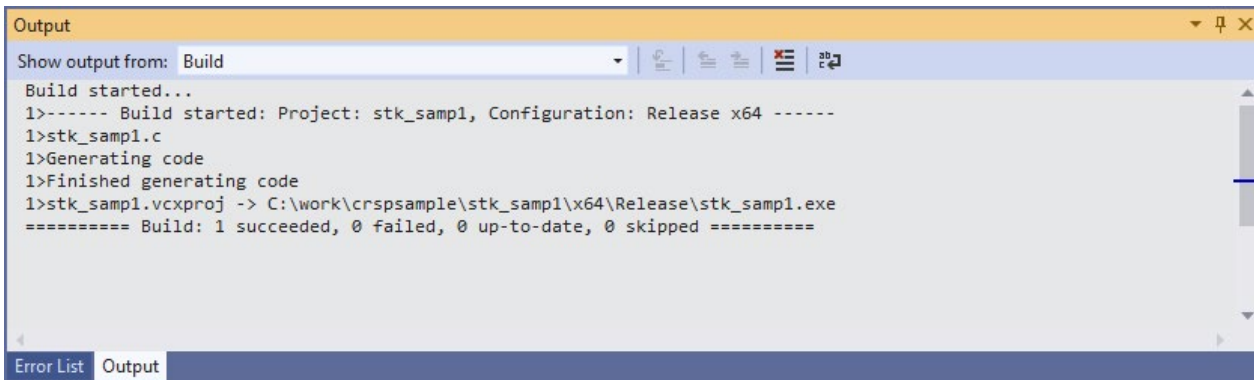 Output
Show output from: Build
Build started...
1>------ Build started: Project: stk_samp1, Configuration: Release x64 ------
1>stk_samp1.c
1>Generating code
1>Finished generating code
1>stk_samp1.vcxproj -> C:\work\crspsample\stk_samp1\x64\Release\stk_samp1.exe
========== Build: 1 succeeded, 0 failed, 0 up-to-date, 0 skipped ==========
Error List Output